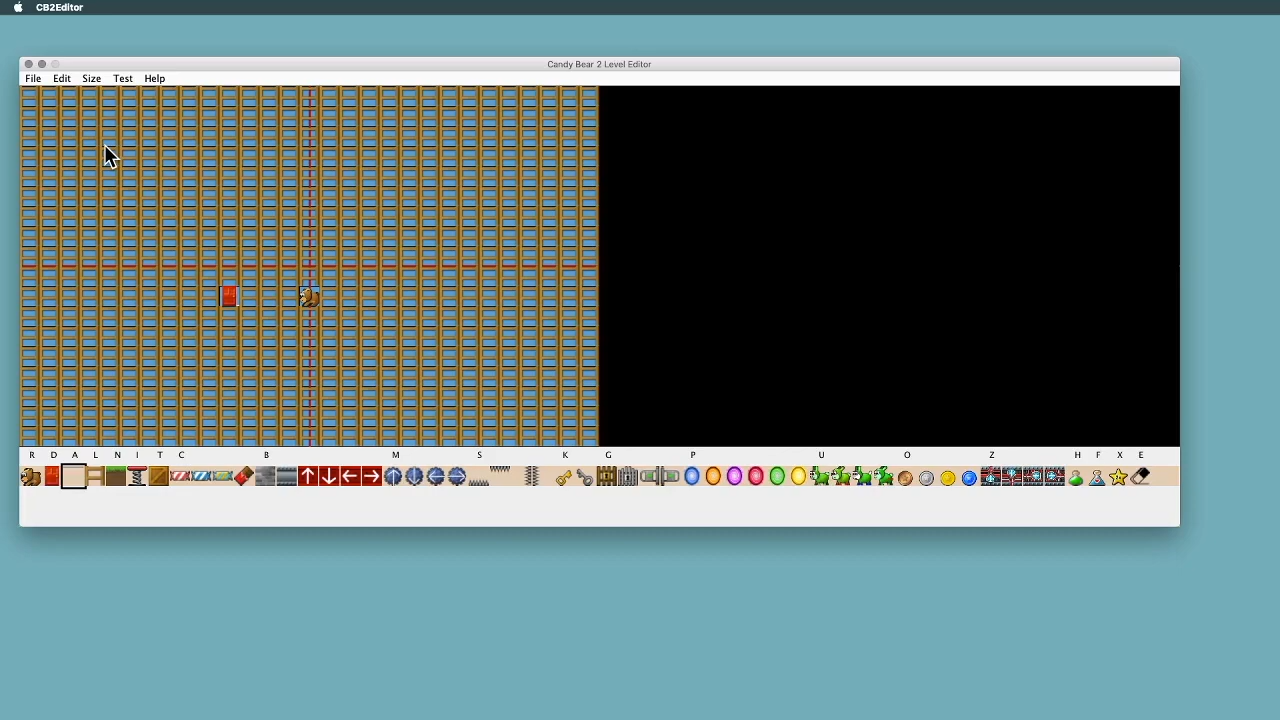 CB2Editor
Candy Bear 2 Level Editor
File Edit Size Test Help
R D A L N I T C B M S K G P U O Z H F X E